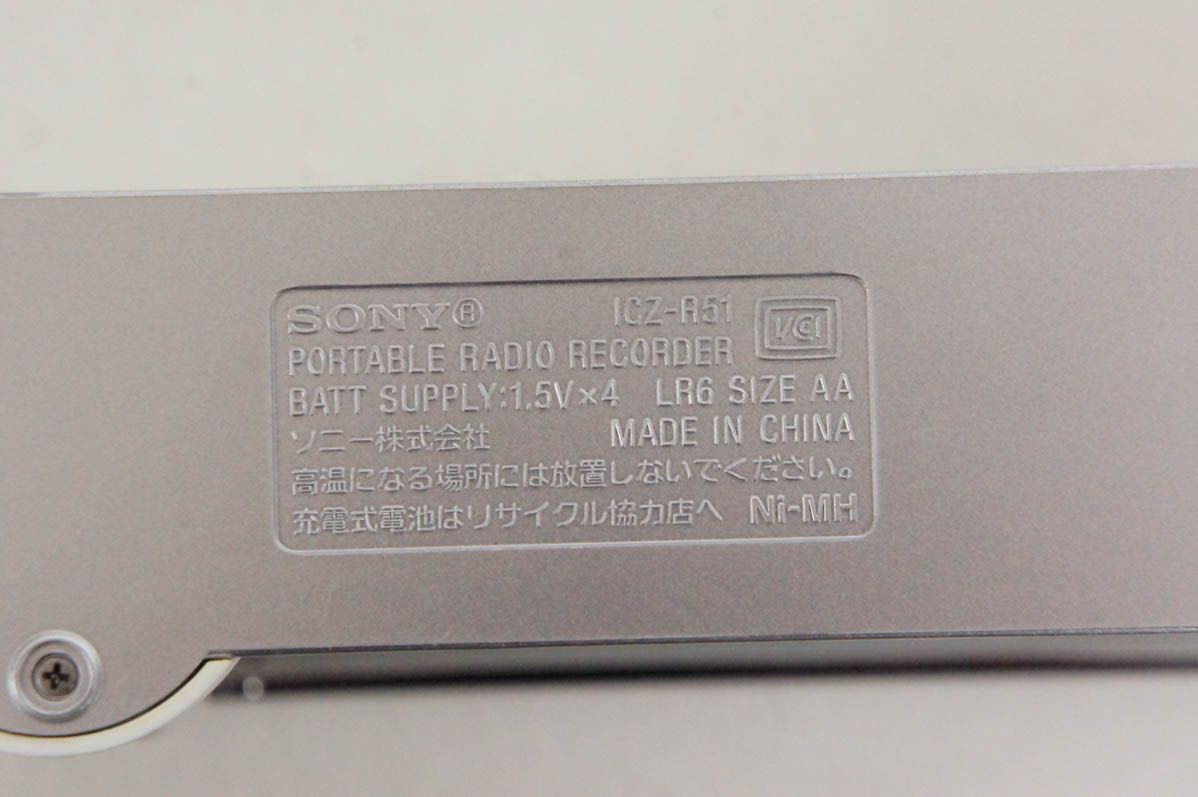 SONY® ICZ-R51 VCCI
PORTABLE RADIO RECORDER
BATT SUPPLY:1.5V×4 LR6 SIZE AA
ソニー株式会社 MADE IN CHINA
高温になる場所には放置しないでください。
充電式電池はリサイクル協力店へ Ni-MH